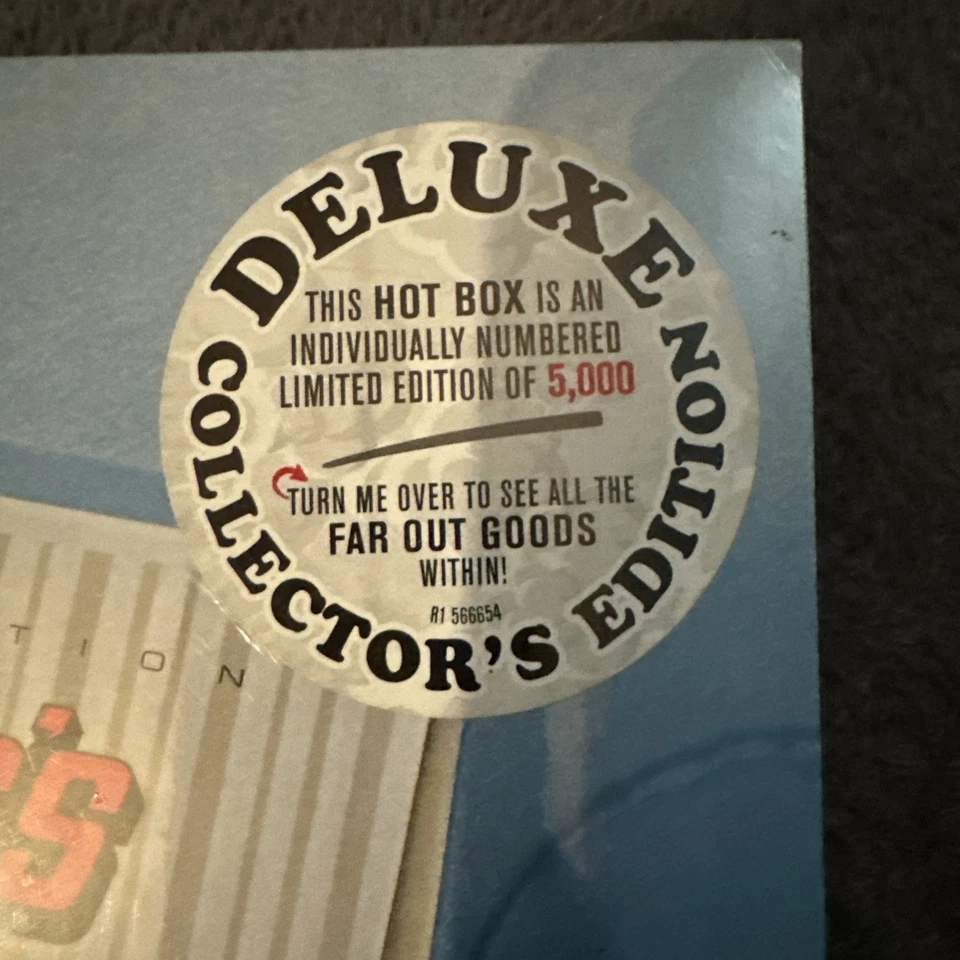 DELUXE
THIS HOT BOX IS AN
INDIVIDUALLY NUMBERED
LIMITED EDITION OF 5,000
TURN ME OVER TO SEE ALL THE
FAR OUT GOODS
WITHIN!
R1 566654
COLLECTOR'S EDITION
TION
'S